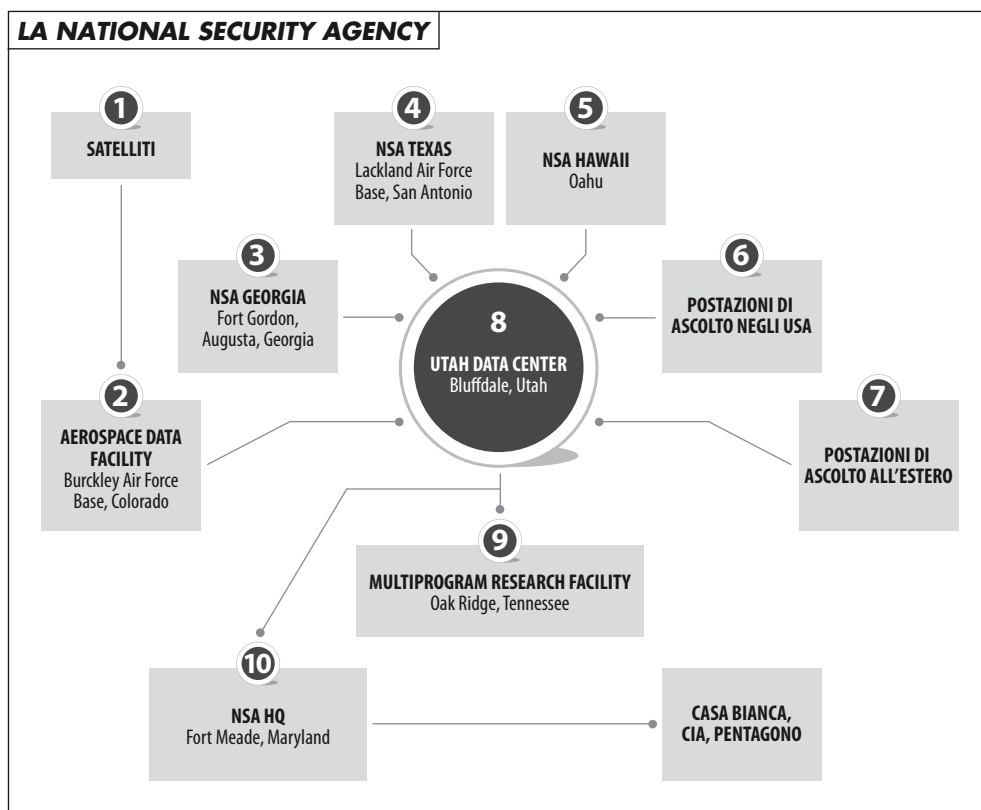 LA NATIONAL SECURITY AGENCY
1
SATELLITI
2
AEROSPACE DATA
FACILITY
Burckley Air Force
Base, Colorado
3
NSA GEORGIA
Fort Gordon,
Augusta, Georgia
4
NSA TEXAS
Lackland Air Force
Base, San Antonio
5
NSA HAWAII
Oahu
6
POSTAZIONI DI
ASCOLTO NEGLI USA
7
POSTAZIONI DI
ASCOLTO ALL’ESTERO
8
UTAH DATA CENTER
Bluffdale, Utah
9
MULTIPROGRAM RESEARCH FACILITY
Oak Ridge, Tennessee
10
NSA HQ
Fort Meade, Maryland
CASA BIANCA,
CIA, PENTAGONO